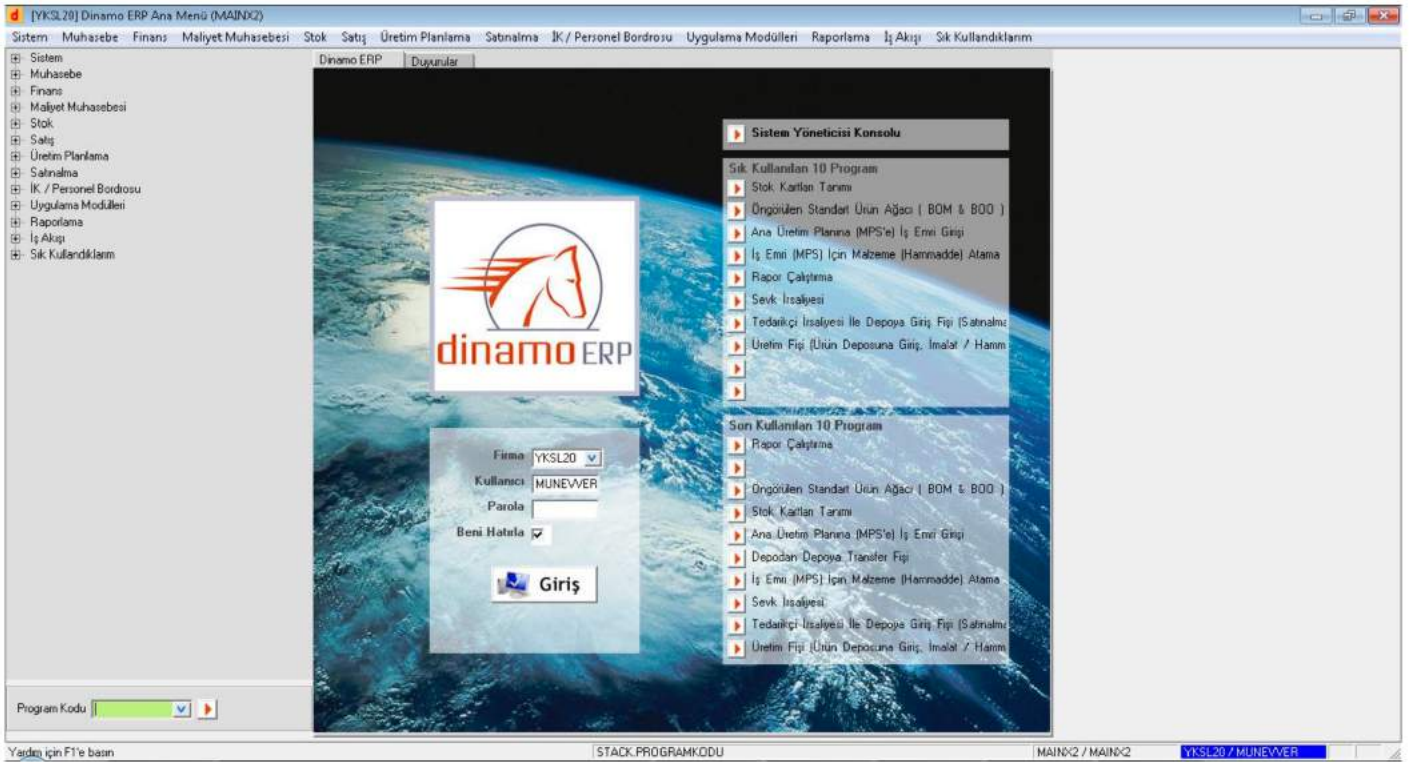 [YKSL20] Dinamo ERP Ana Menü (MAINX2)
Sistem Muhasebe Finans Maliyet Muhasebesi Stok Satış Üretim Planlama Satınalma İK / Personel Bordrosu Uygulama Modülleri Raporlama İş Akışı Sık Kullandıklarım
Sistem
Muhasebe
Finans
Maliyet Muhasebesi
Stok
Satış
Üretim Planlama
Satınalma
İK / Personel Bordrosu
Uygulama Modülleri
Raporlama
İş Akışı
Sık Kullandıklarım
Program Kodu
Dinamo ERP Duyurular
dinamo ERP
Firma YKSL20
Kullanıcı MUNEVVER
Parola
Beni Hatırla
Giriş
Sistem Yöneticisi Konsolu
Sık Kullanılan 10 Program
Stok Kartları Tanımı
Öngörülen Standart Ürün Ağacı ( BOM & BOO )
Ana Üretim Planına (MPS'e) İş Emri Girişi
İş Emri (MPS) İçin Malzeme (Hammadde) Atama
Rapor Çalıştırma
Sevk İrsaliyesi
Tedarikçi İrsaliyesi İle Depoya Giriş Fişi (Satınalma
Üretim Fişi (Ürün Deposuna Giriş, İmalat / Hamm
Son Kullanılan 10 Program
Rapor Çalıştırma
Öngörülen Standart Ürün Ağacı ( BOM & BOO )
Stok Kartları Tanımı
Ana Üretim Planına (MPS'e) İş Emri Girişi
Depodan Depoya Transfer Fişi
İş Emri (MPS) İçin Malzeme (Hammadde) Atama
Sevk İrsaliyesi
Tedarikçi İrsaliyesi İle Depoya Giriş Fişi (Satınalma
Üretim Fişi (Ürün Deposuna Giriş, İmalat / Hamm
Yardım için F1'e basın STACK.PROGRAMKODU MAINX2 / MAINX2 YKSL20 / MUNEVVER